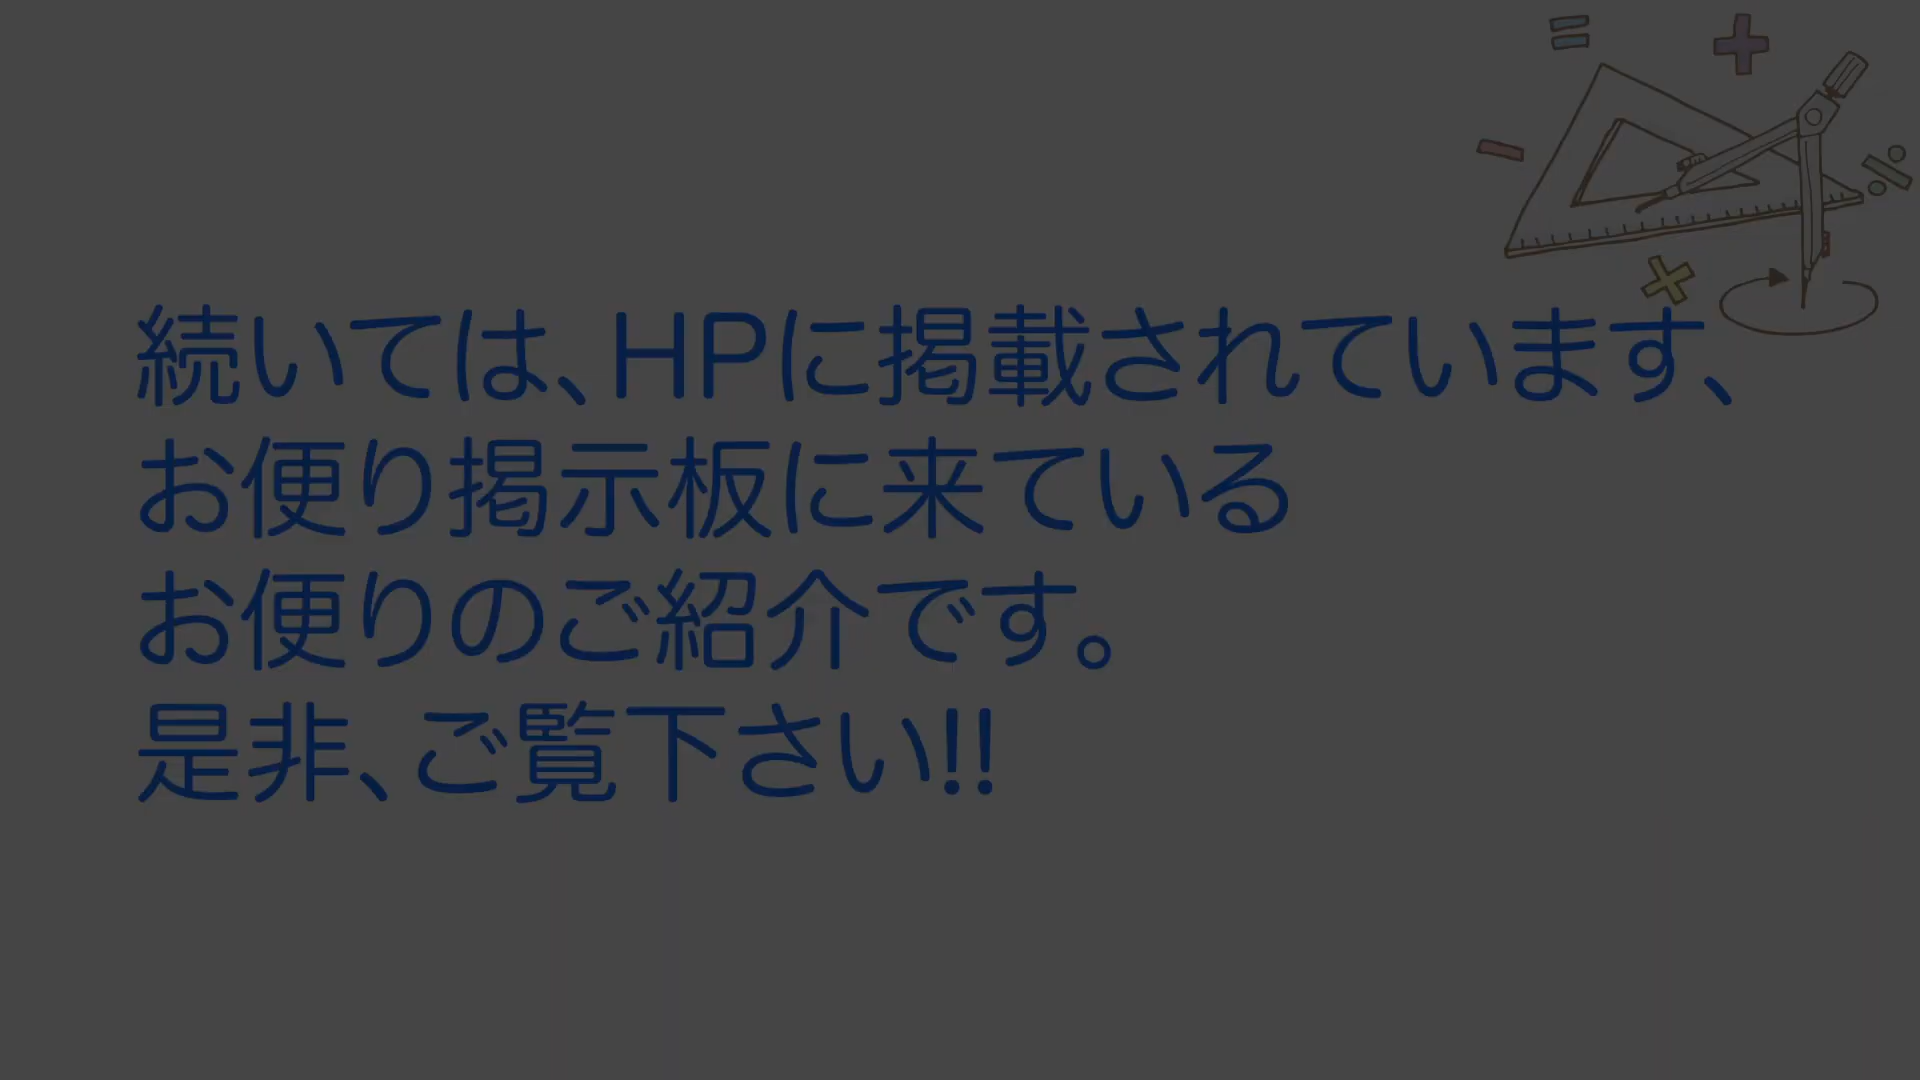 続いては、HPに掲載されています、
お便り掲示板に来ている
お便りのご紹介です。
是非、ご覧下さい!!